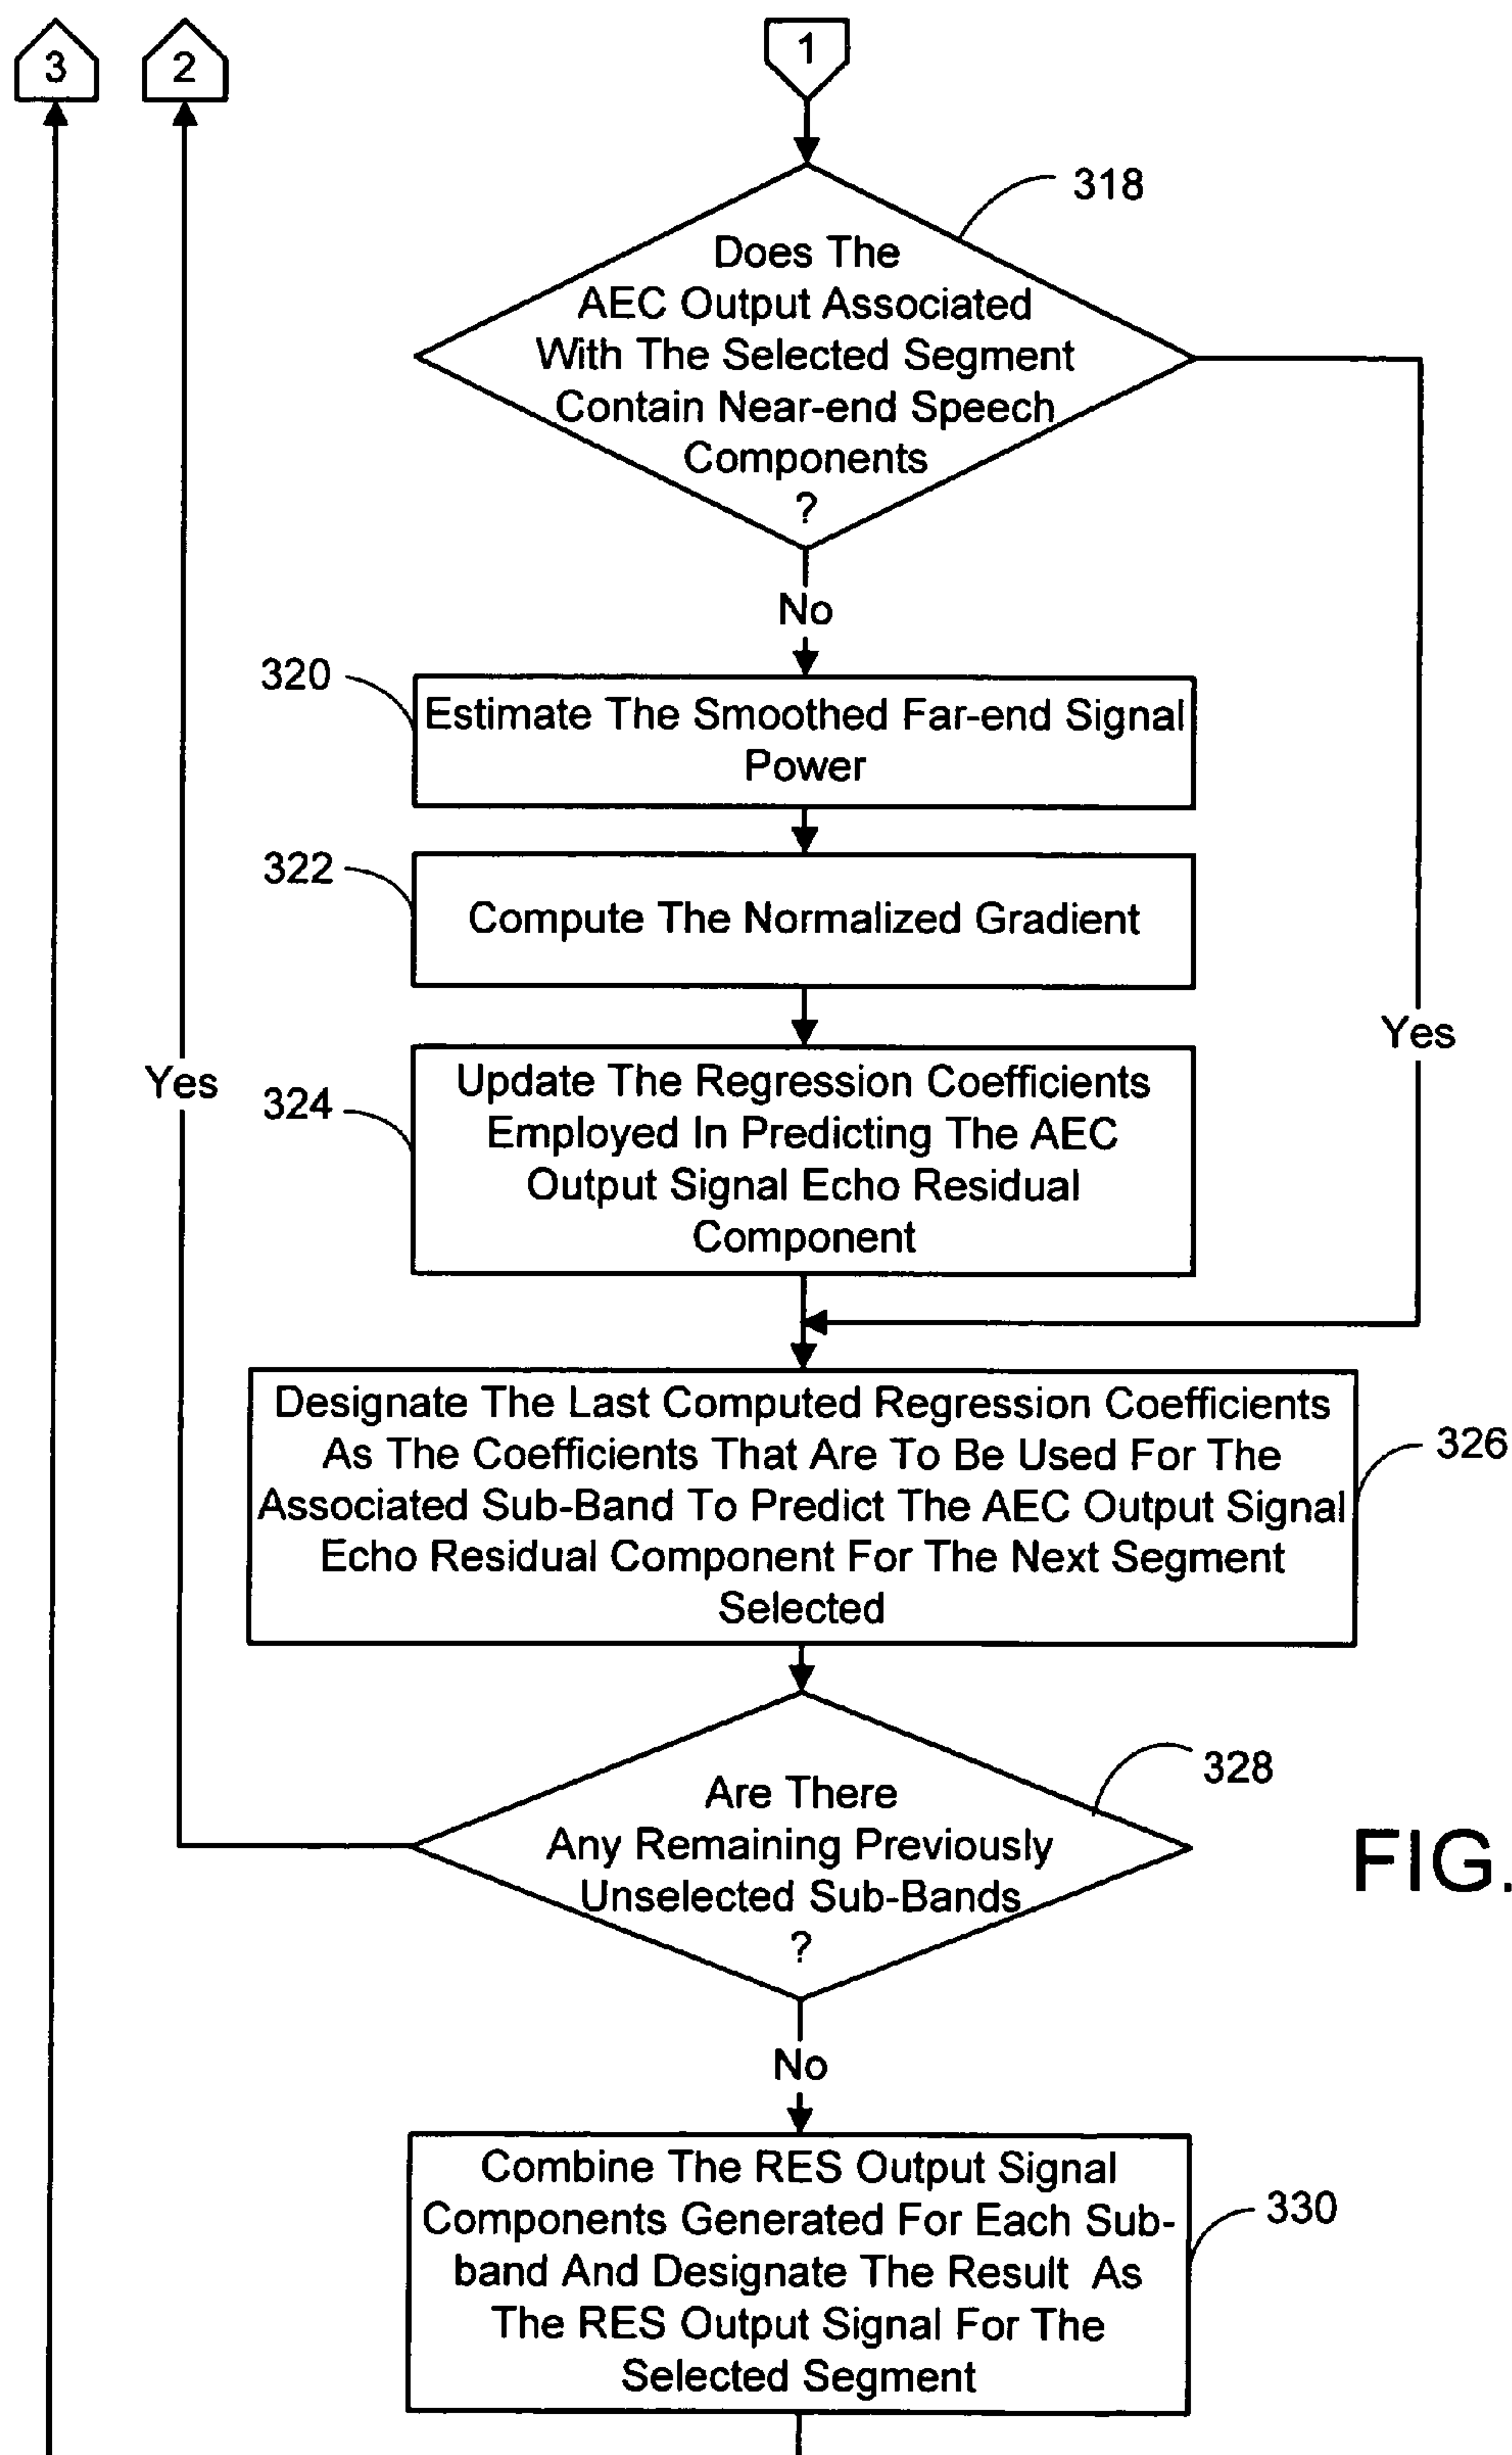 3
2
1
318
Does The
AEC Output Associated
With The Selected Segment
Contain Near-end Speech
Components
?
No
Yes
320
Estimate The Smoothed Far-end Signal
Power
322
Compute The Normalized Gradient
Yes
324
Update The Regression Coefficients
Employed In Predicting The AEC
Output Signal Echo Residual
Component
Designate The Last Computed Regression Coefficients
As The Coefficients That Are To Be Used For The
Associated Sub-Band To Predict The AEC Output Signal
Echo Residual Component For The Next Segment
Selected
326
328
Are There
Any Remaining Previously
Unselected Sub-Bands
?
FIG.
No
Combine The RES Output Signal
Components Generated For Each Sub-
band And Designate The Result As
The RES Output Signal For The
Selected Segment
330